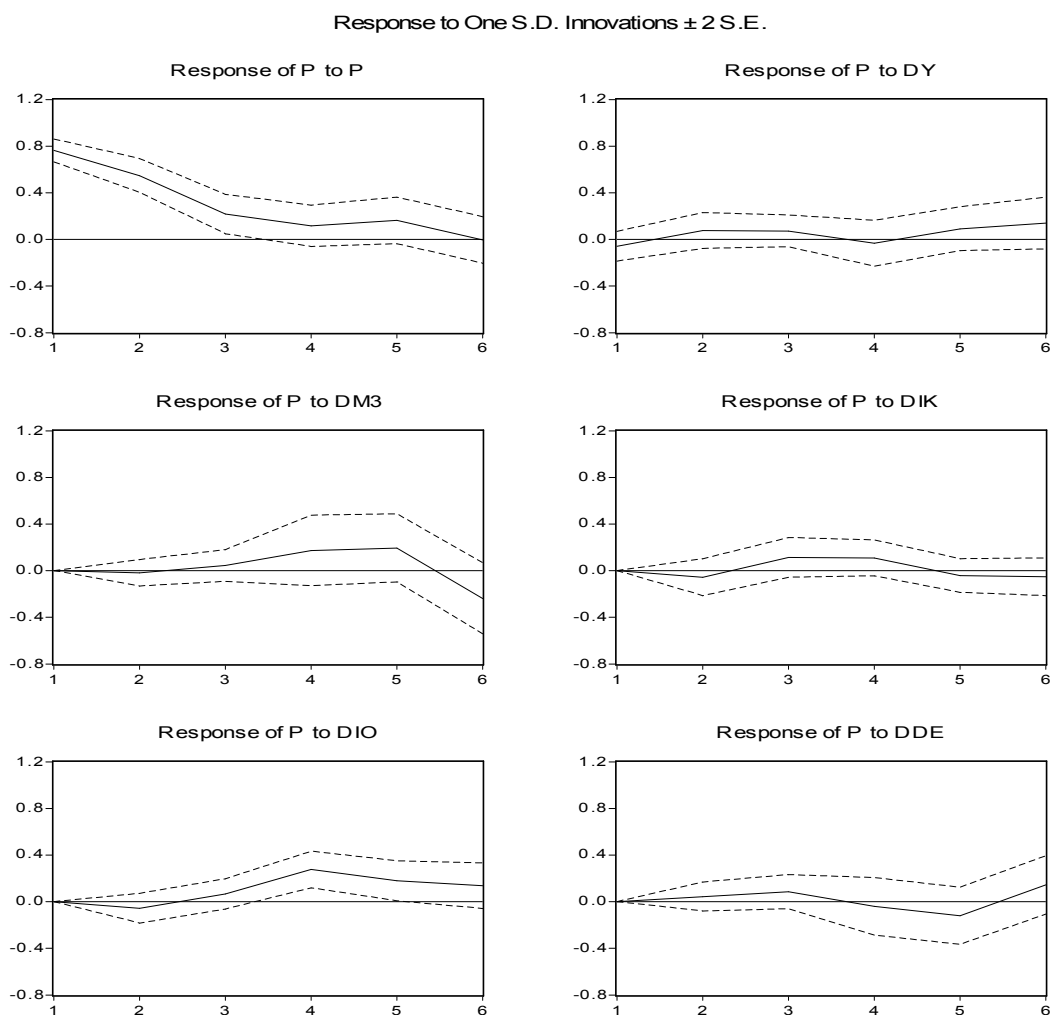 Response to One S.D. Innovations ± 2 S.E.
Response of P to P
1.2
0.8
0.4
0.0
-0.4
-0.8
1 2 3 4 5 6
Response of P to DY
1.2
0.8
0.4
0.0
-0.4
-0.8
1 2 3 4 5 6
Response of P to DM3
1.2
0.8
0.4
0.0
-0.4
-0.8
1 2 3 4 5 6
Response of P to DIK
1.2
0.8
0.4
0.0
-0.4
-0.8
1 2 3 4 5 6
Response of P to DIO
1.2
0.8
0.4
0.0
-0.4
-0.8
1 2 3 4 5 6
Response of P to DDE
1.2
0.8
0.4
0.0
-0.4
-0.8
1 2 3 4 5 6